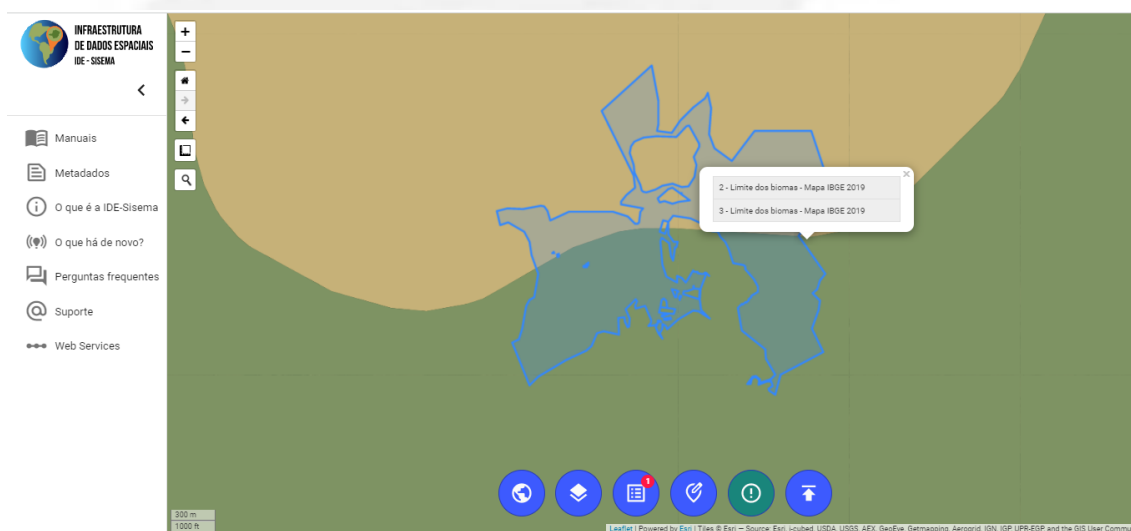 INFRAESTRUTURA
DE DADOS ESPACIAIS
IDE - SISEMA
Manuais
Metadados
O que é a IDE-Sisema
O que há de novo?
Perguntas frequentes
Suporte
Web Services
+
−
×
2 - Limite dos biomas - Mapa IBGE 2019
3 - Limite dos biomas - Mapa IBGE 2019
1
300 m
1000 ft
Leaflet | Powered by Esri | Tiles © Esri — Source: Esri, i-cubed, USDA, USGS, AEX, GeoEye, Getmapping, Aerogrid, IGN, IGP, UPR-EGP, and the GIS User Commu